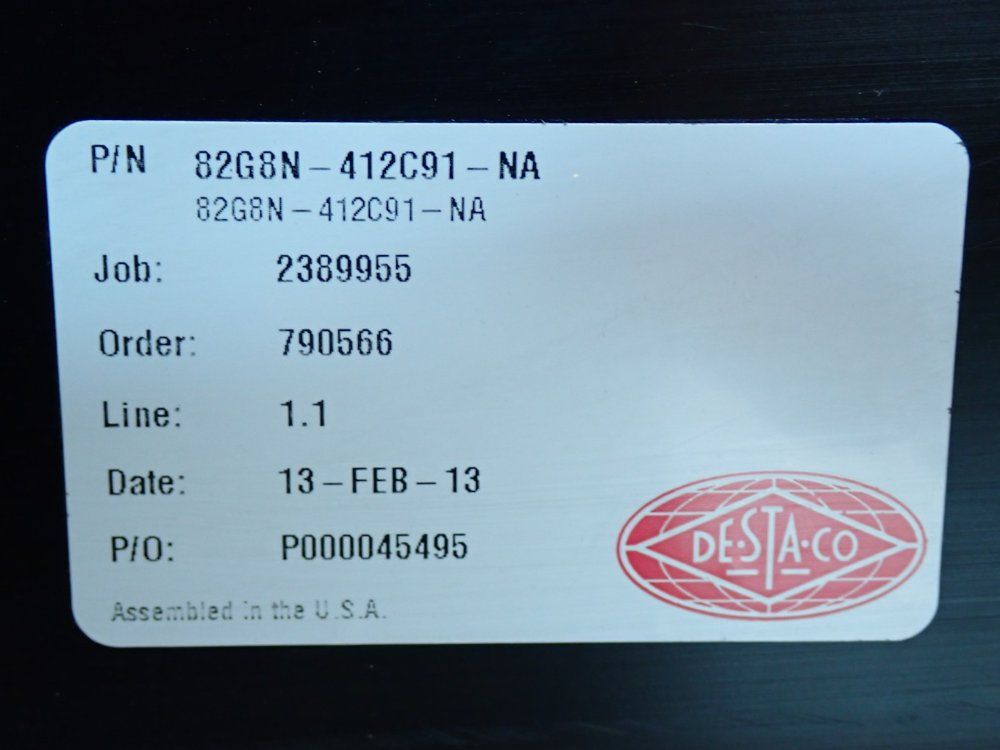 P/N 82G8N-412C91-NA
82G8N-412C91-NA
Job: 2389955
Order: 790566
Line: 1.1
Date: 13-FEB-13
P/O: P000045495
Assembled in the U.S.A.
DE-STA-CO